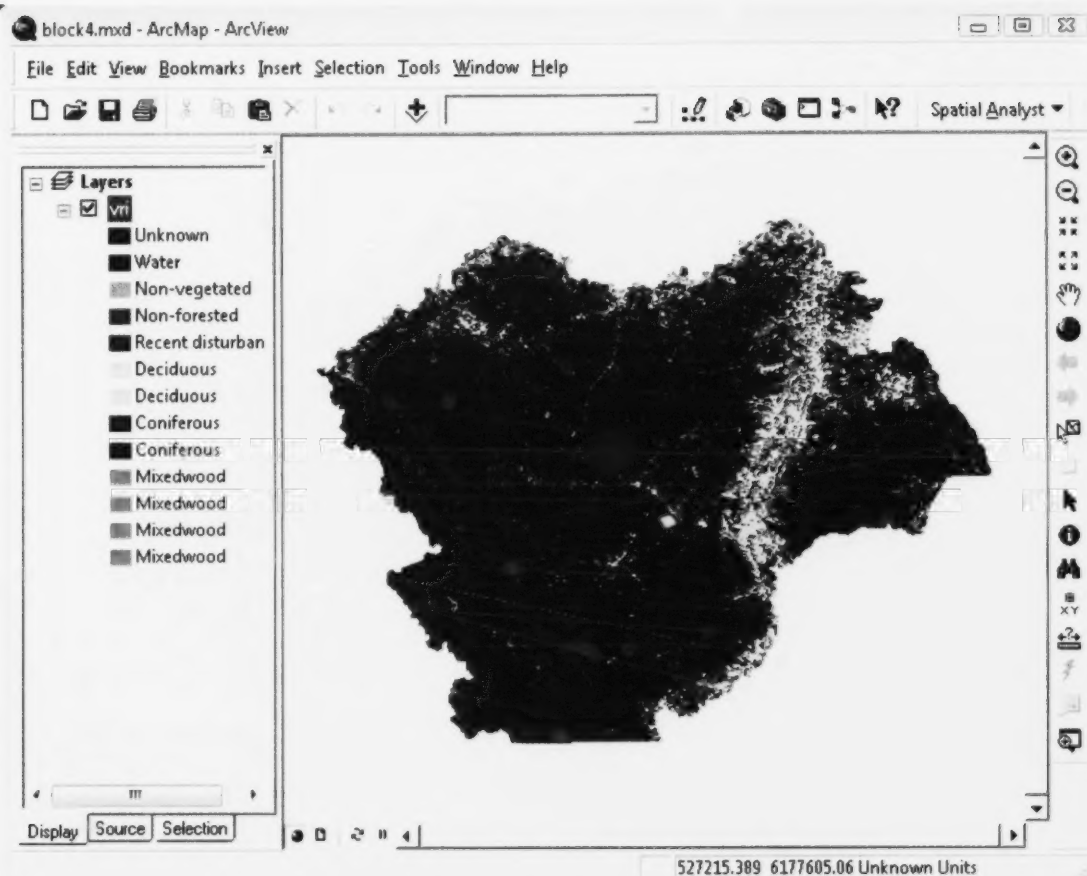 block4.mxd - ArcMap - ArcView
File Edit View Bookmarks Insert Selection Tools Window Help
Spatial Analyst
Layers
vri
Unknown
Water
Non-vegetated
Non-forested
Recent disturban
Deciduous
Deciduous
Coniferous
Coniferous
Mixedwood
Mixedwood
Mixedwood
Mixedwood
XY
Display Source Selection
527215.389 6177605.06 Unknown Units